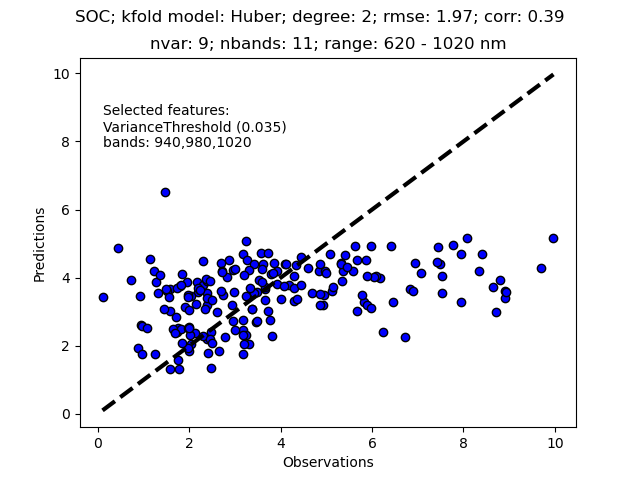 SOC; kfold model: Huber; degree: 2; rmse: 1.97; corr: 0.39
nvar: 9; nbands: 11; range: 620 - 1020 nm
10
Selected features:
VarianceThreshold (0.035)
bands: 940,980,1020
8
6
4
2
0
Predictions
0 2 4 6 8 10
Observations